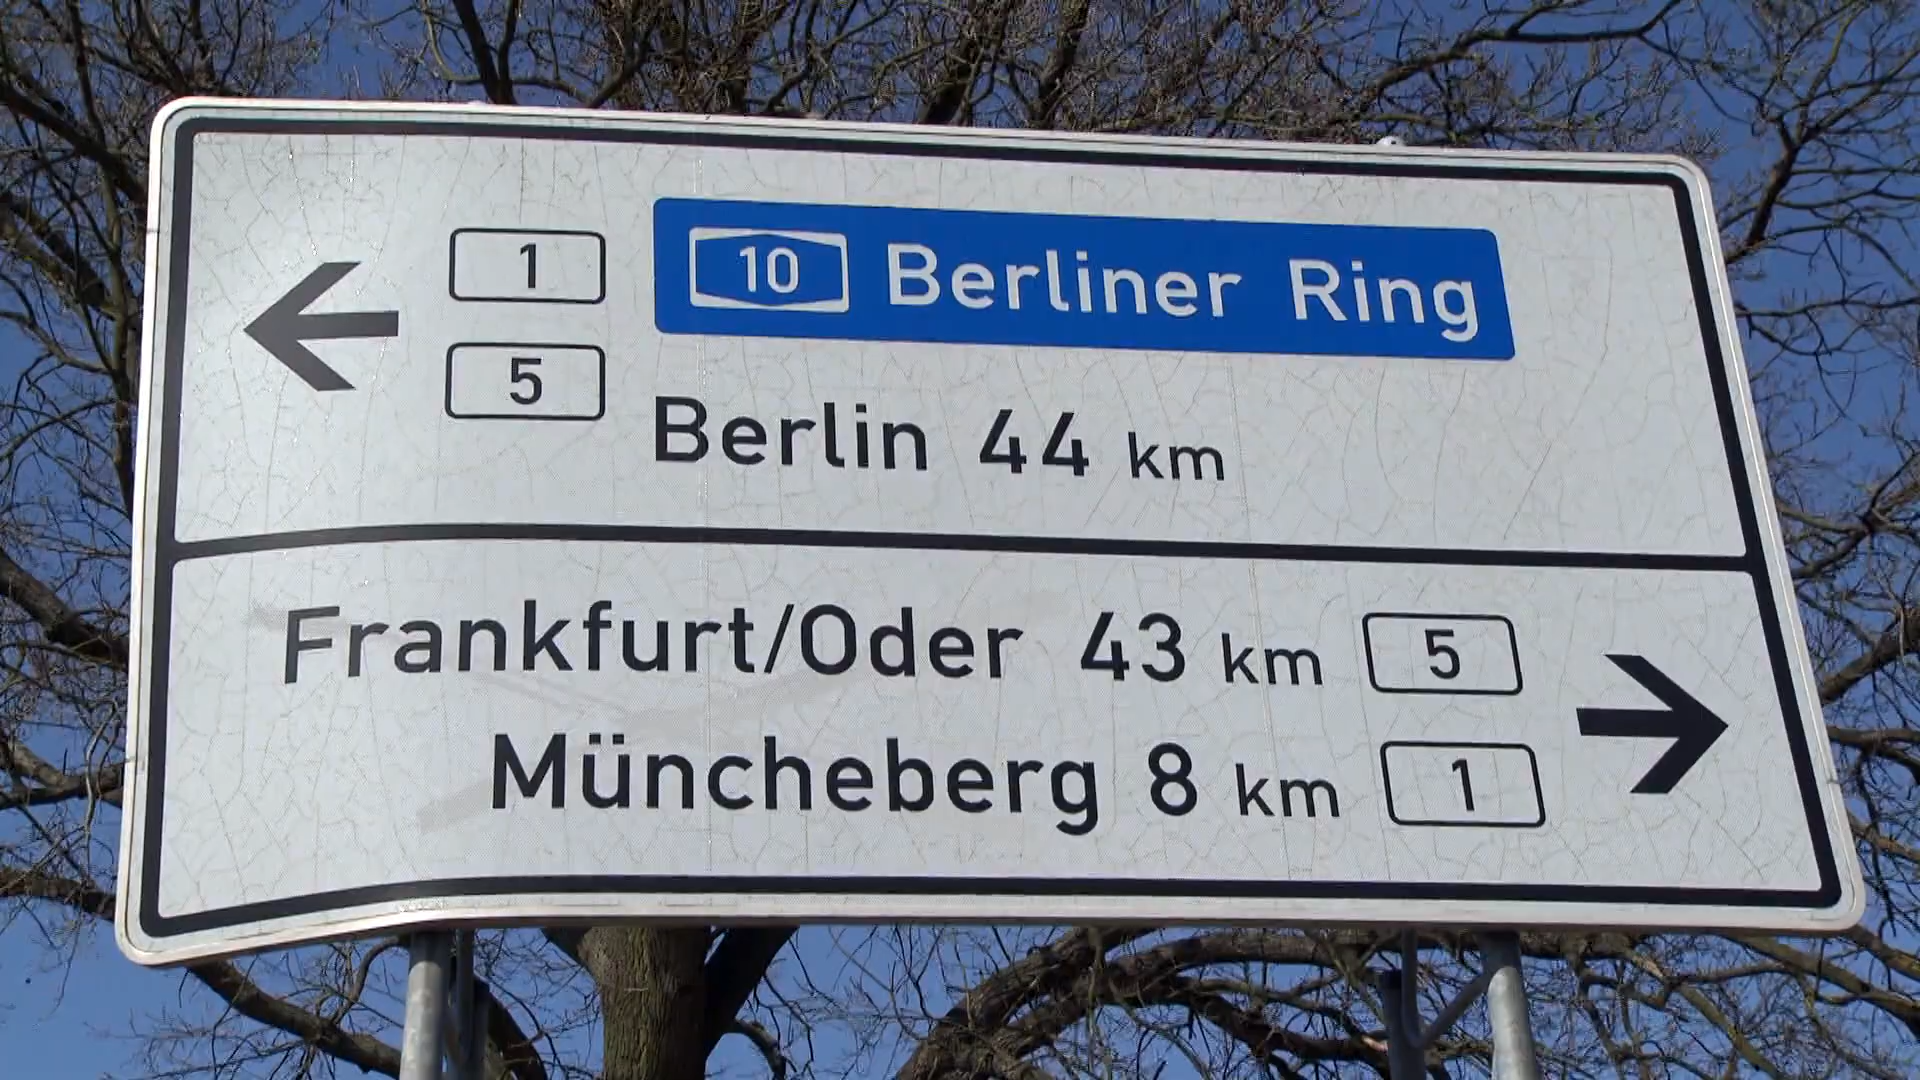 1 10 Berliner Ring
5
Berlin 44 km
Frankfurt/Oder 43 km 5
Müncheberg 8 km 1